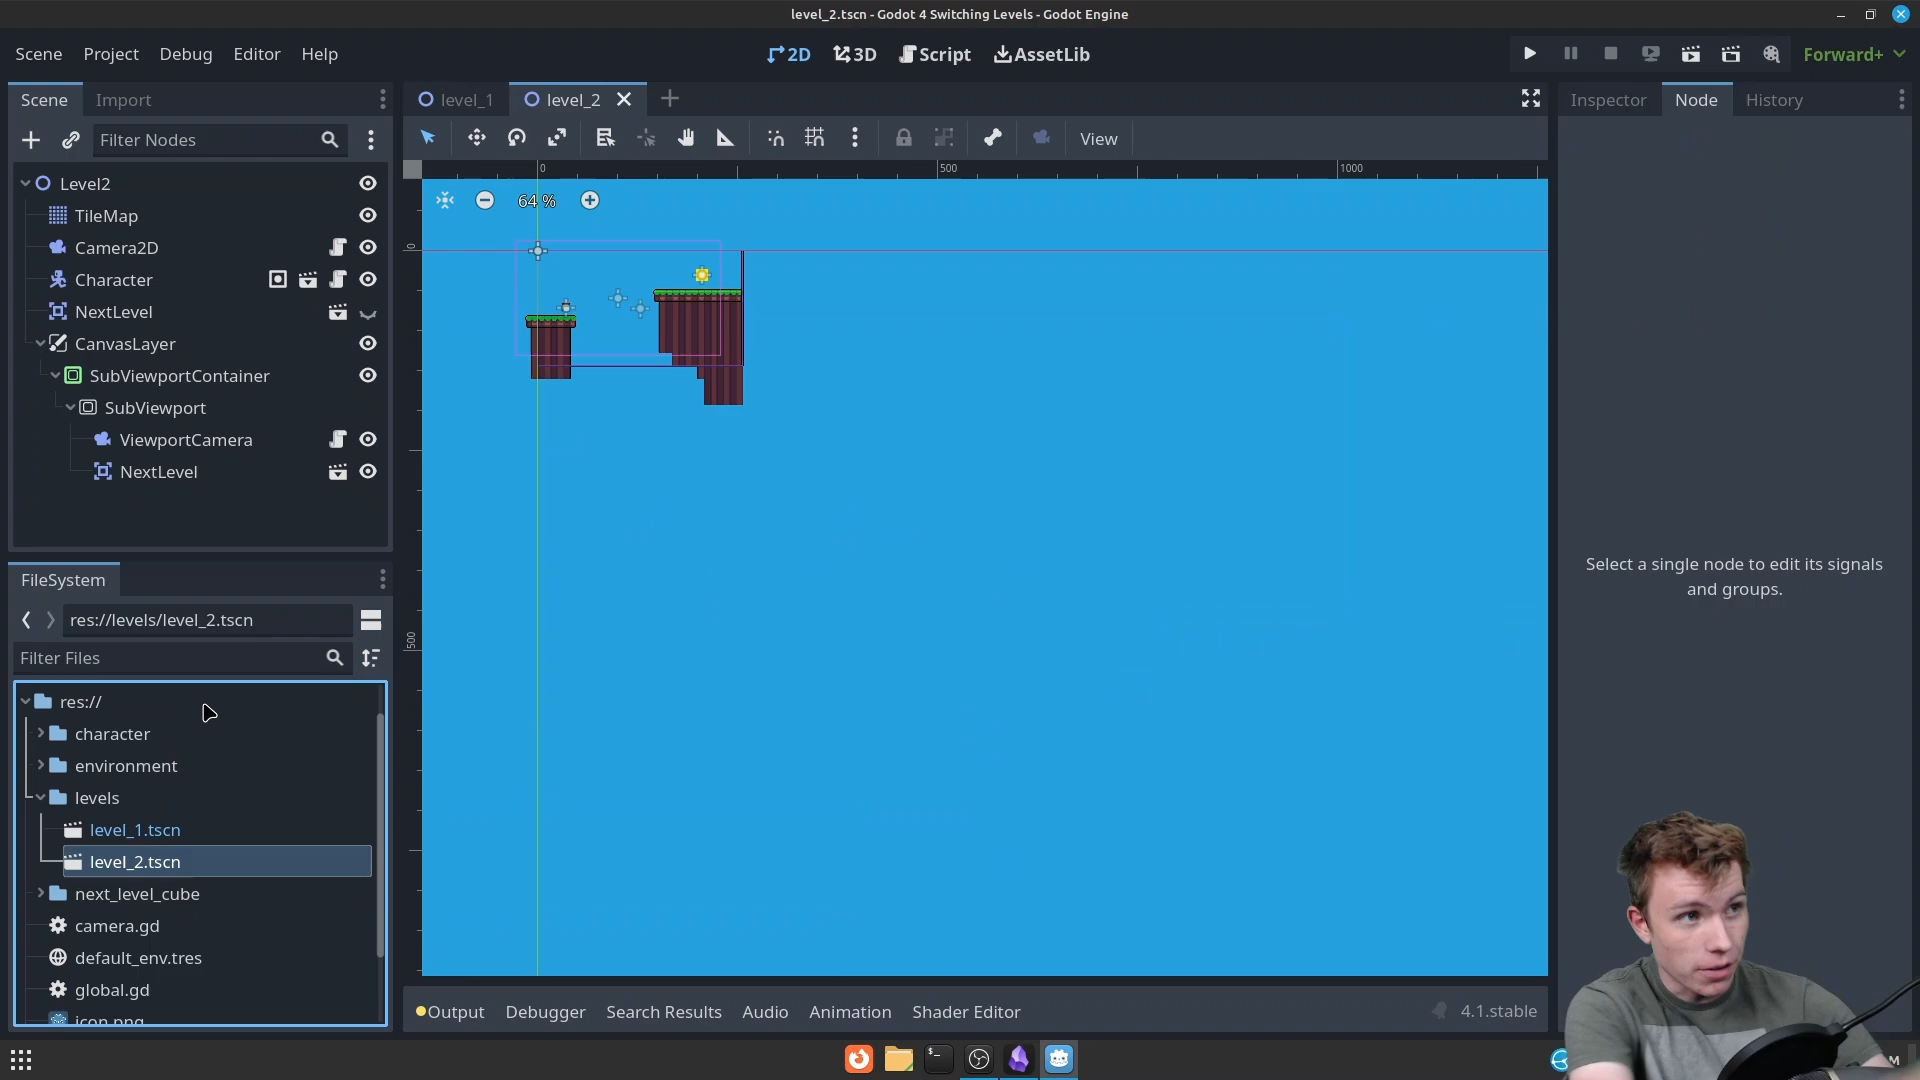 level_2.tscn - Godot 4 Switching Levels - Godot Engine
Scene Project Debug Editor Help
2D 3D Script AssetLib
Forward+
Scene Import
level_1 level_2
Inspector Node History
Filter Nodes
View
0 500 1000
Level2
TileMap
Camera2D
Character
NextLevel
CanvasLayer
SubViewportContainer
SubViewport
ViewportCamera
NextLevel
64 %
0
500
Select a single node to edit its signals
and groups.
FileSystem
res://levels/level_2.tscn
Filter Files
res://
character
environment
levels
level_1.tscn
level_2.tscn
next_level_cube
camera.gd
default_env.tres
global.gd
icon.png
Output Debugger Search Results Audio Animation Shader Editor
4.1.stable